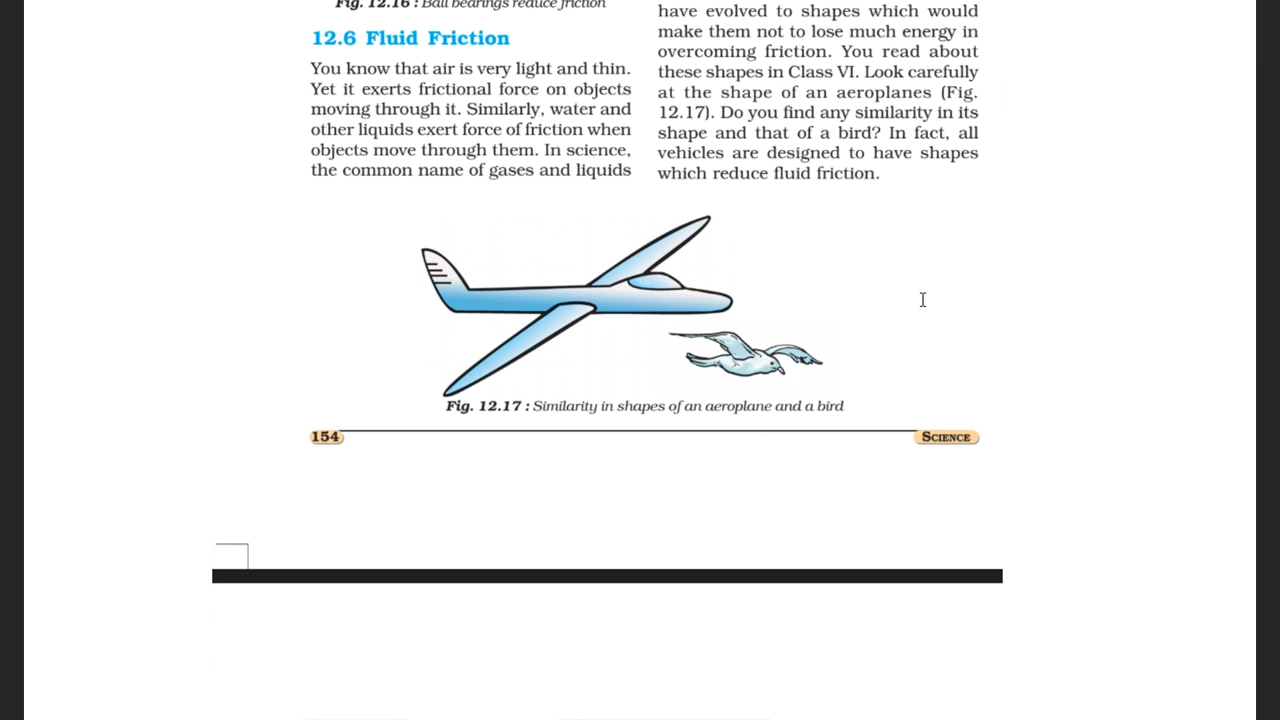 Fig. 12.16 : Ball bearings reduce friction
12.6 Fluid Friction
You know that air is very light and thin.
Yet it exerts frictional force on objects
moving through it. Similarly, water and
other liquids exert force of friction when
objects move through them. In science,
the common name of gases and liquids
have evolved to shapes which would
make them not to lose much energy in
overcoming friction. You read about
these shapes in Class VI. Look carefully
at the shape of an aeroplanes (Fig.
12.17). Do you find any similarity in its
shape and that of a bird? In fact, all
vehicles are designed to have shapes
which reduce fluid friction.
Fig. 12.17 : Similarity in shapes of an aeroplane and a bird
154
SCIENCE